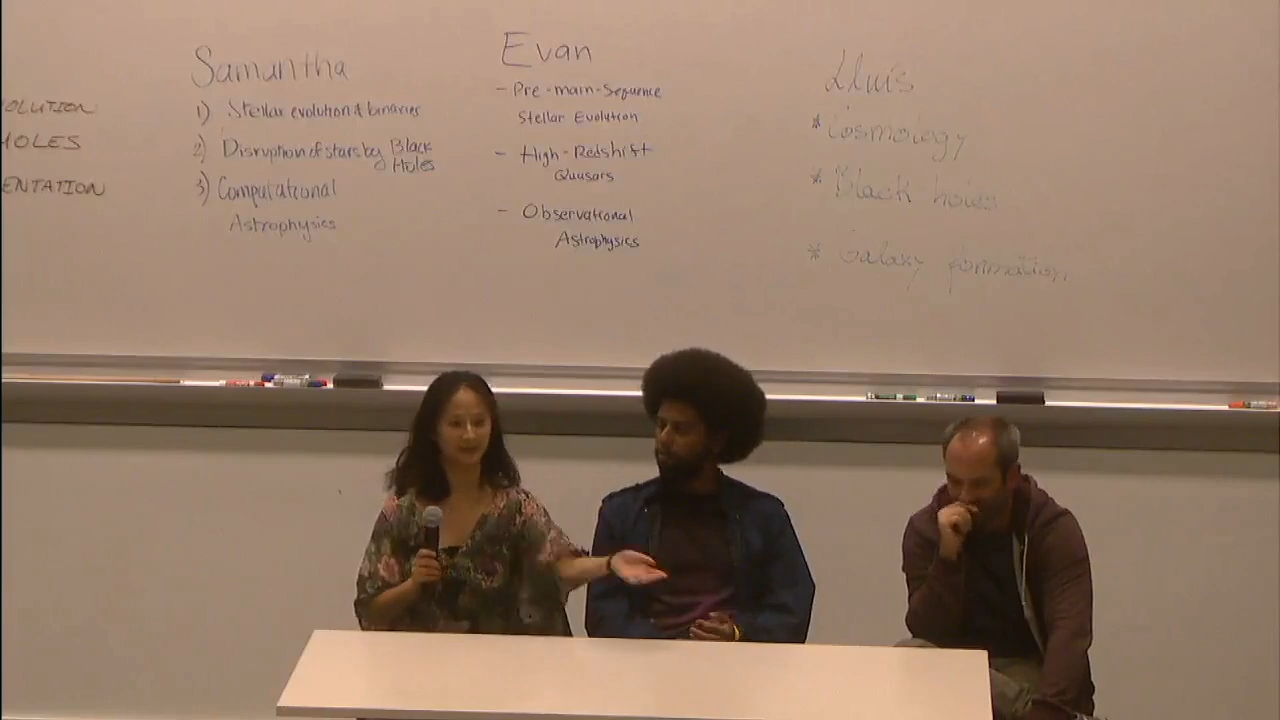 OLUTION
HOLES
ENTATION
Samantha
1) Stellar evolution & binaries
2) Disruption of stars by Black
Holes
3) Computational
Astrophysics
Evan
- Pre-main-Sequence
Stellar Evolution
- High-Redshift
Quasars
- Observational
Astrophysics
Lluis
* Cosmology
* Black holes
* Galaxy formation